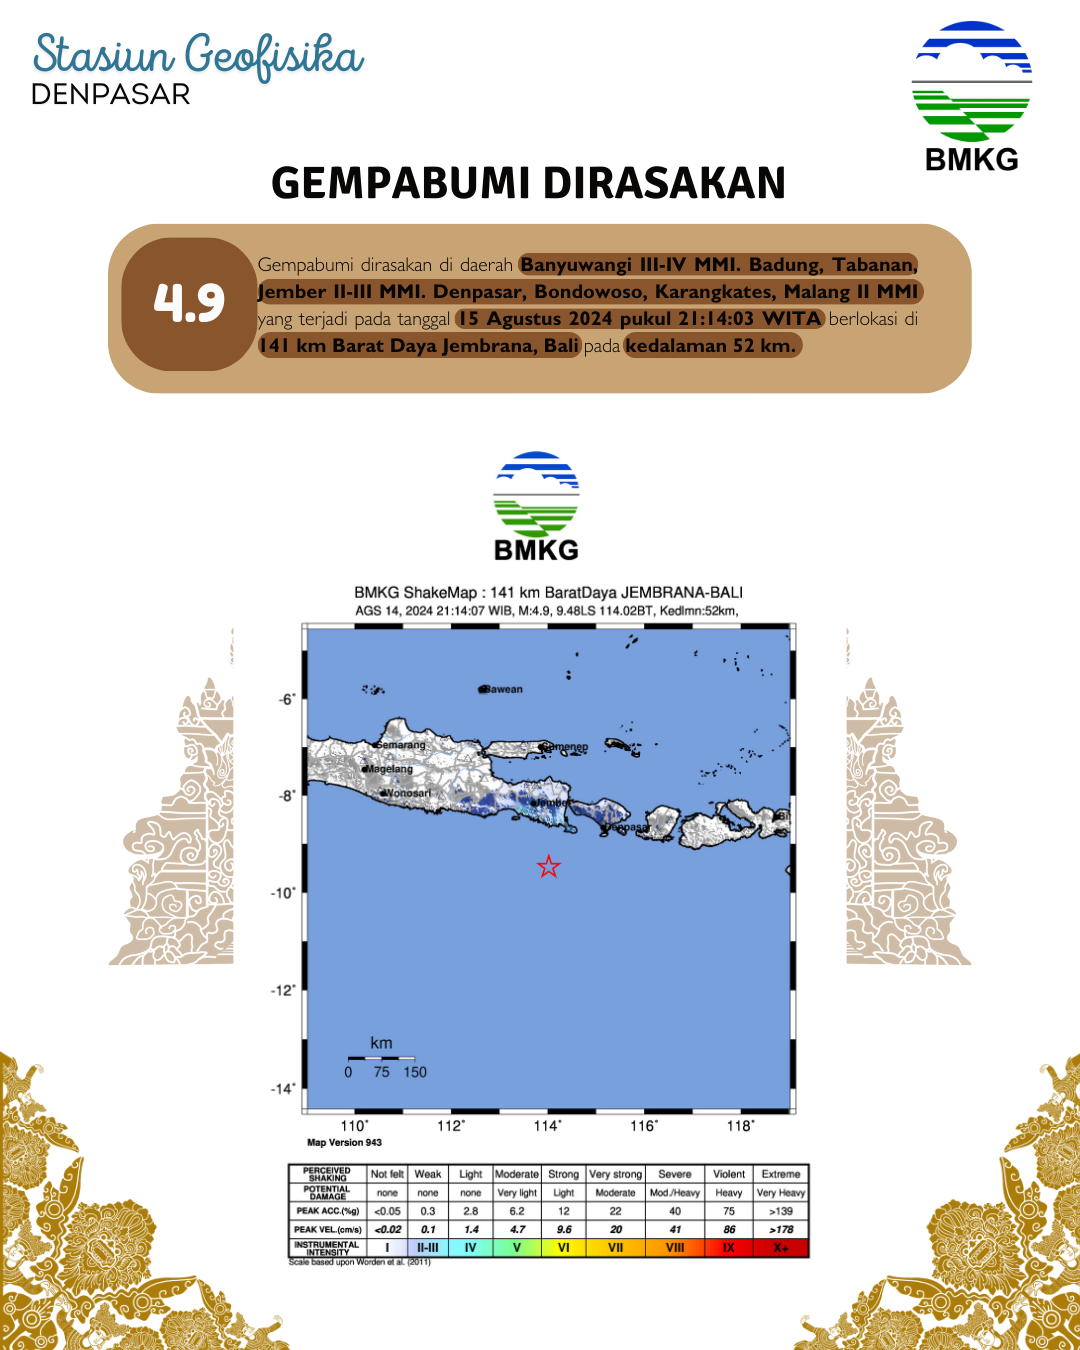 Stasiun Geofisika
DENPASAR
BMKG
GEMPABUMI DIRASAKAN
4.9
Gempabumi dirasakan di daerah Banyuwangi III-IV MMI. Badung, Tabanan,
Jember II-III MMI. Denpasar, Bondowoso, Karangkates, Malang II MMI
yang terjadi pada tanggal 15 Agustus 2024 pukul 21:14:03 WITA berlokasi di
141 km Barat Daya Jembrana, Bali pada kedalaman 52 km.
BMKG
BMKG ShakeMap : 141 km BaratDaya JEMBRANA-BALI
AGS 14, 2024 21:14:07 WIB, M:4.9, 9.48LS 114.02BT, Kedlmn:52km,
-6°
Bawean
Semarang
Sumenep
Magelang
-8°
Wonosari
Jember
Denpasar
-10°
-12°
km
0 75 150
-14°
110° 112° 114° 116° 118°
Map Version 943
PERCEIVED SHAKING Not felt Weak Light Moderate Strong Very strong Severe Violent Extreme
POTENTIAL DAMAGE none none none Very light Light Moderate Mod./Heavy Heavy Very Heavy
PEAK ACC.(%g) <0.05 0.3 2.8 6.2 12 22 40 75 >139
PEAK VEL.(cm/s) <0.02 0.1 1.4 4.7 9.6 20 41 86 >178
INSTRUMENTAL INTENSITY I II-III IV V VI VII VIII IX X+
Scale based upon Worden et al. (2011)